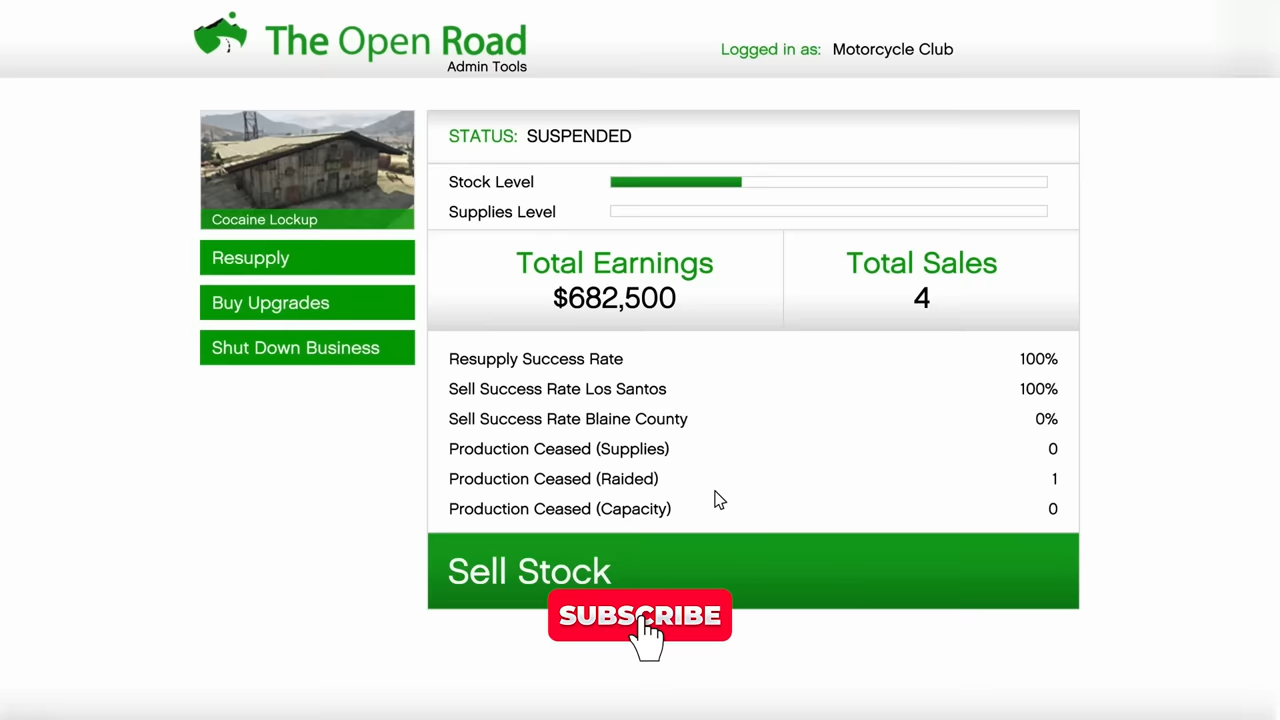 The Open Road
Admin Tools
Logged in as: Motorcycle Club
Cocaine Lockup
Resupply
Buy Upgrades
Shut Down Business
STATUS: SUSPENDED
Stock Level
Supplies Level
Total Earnings
$682,500
Total Sales
4
Resupply Success Rate 100%
Sell Success Rate Los Santos 100%
Sell Success Rate Blaine County 0%
Production Ceased (Supplies) 0
Production Ceased (Raided) 1
Production Ceased (Capacity) 0
Sell Stock
SUBSCRIBE